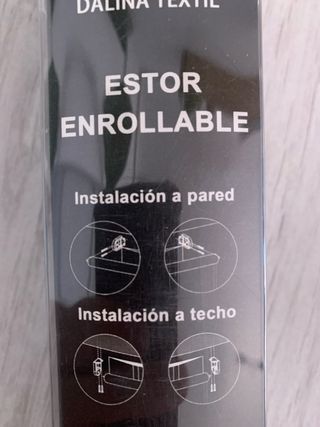 DALINA TEXTIL
ESTOR
ENROLLABLE
Instalación a pared
Instalación a techo